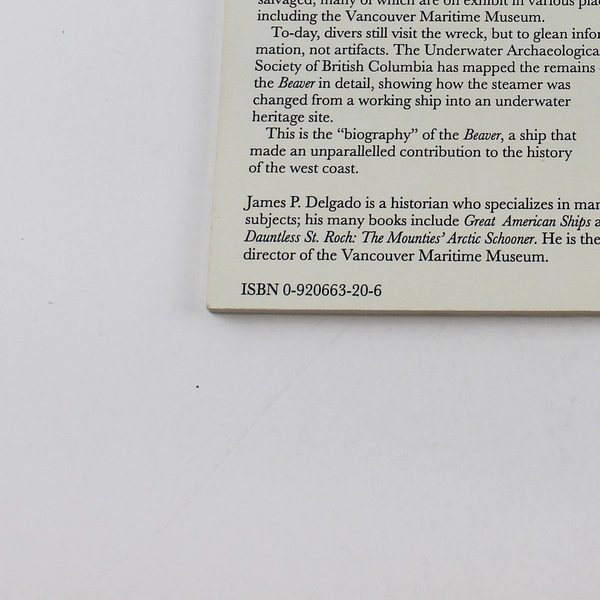 salvaged, many of which are on exhibit in various
including the Vancouver Maritime Museum.
To-day, divers still visit the wreck, but to glean infor
mation, not artifacts. The Underwater Archaeologica
Society of British Columbia has mapped the remains
the Beaver in detail, showing how the steamer was
changed from a working ship into an underwater
heritage site.
This is the “biography” of the Beaver, a ship that
made an unparallelled contribution to the history
of the west coast.
James P. Delgado is a historian who specializes in mar
subjects; his many books include Great American Ships a
Dauntless St. Roch: The Mounties’ Arctic Schooner. He is the
director of the Vancouver Maritime Museum.
ISBN 0-920663-20-6